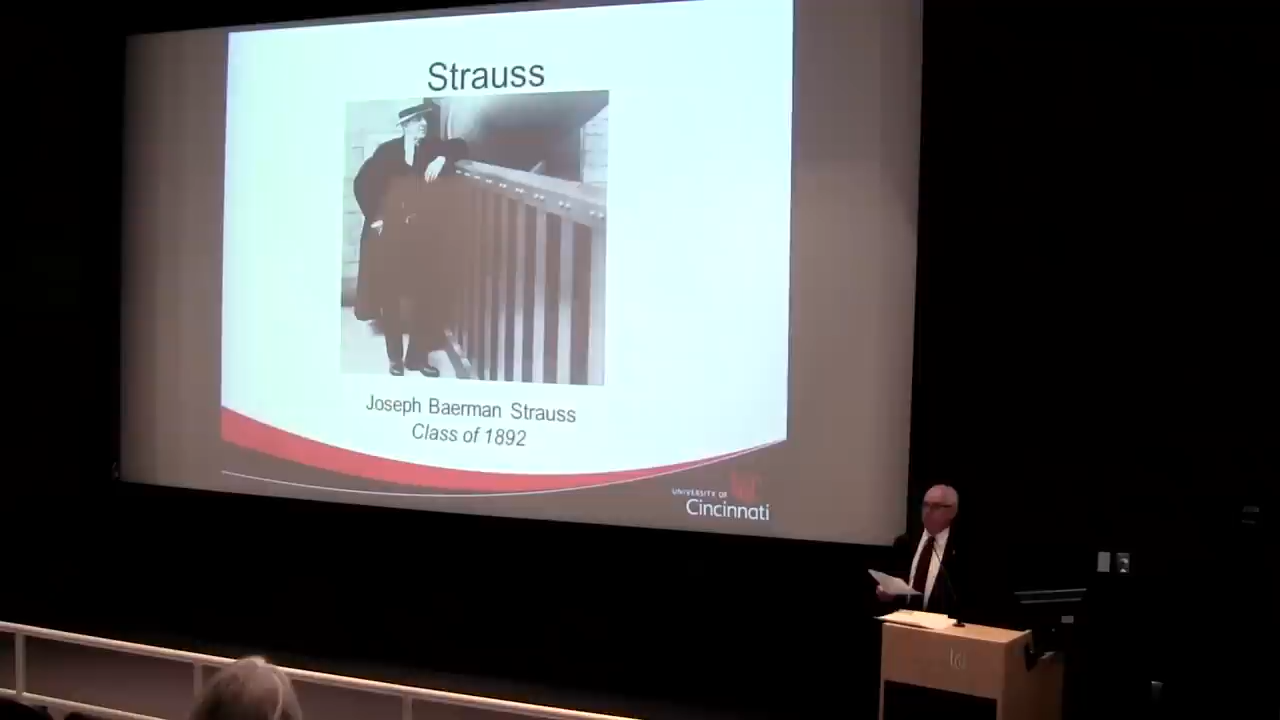 Strauss
Joseph Baerman Strauss
Class of 1892
UNIVERSITY OF
Cincinnati